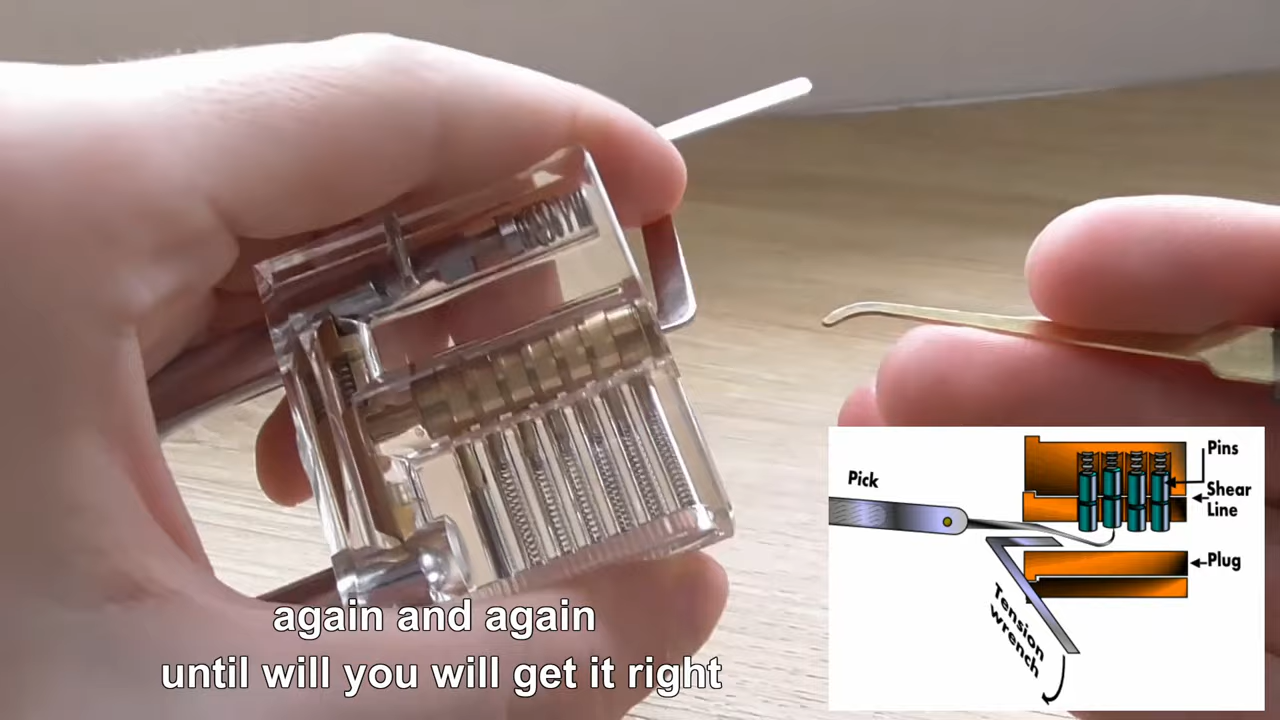 Pick
Pins
Shear
Line
Plug
Tension
wrench
again and again
until will you will get it right